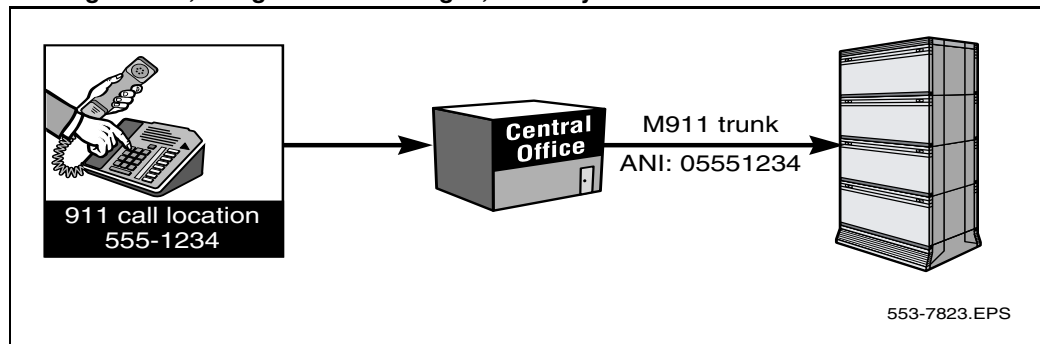 911 call location
555-1234
Central
Office
M911 trunk
ANI: 05551234
553-7823.EPS